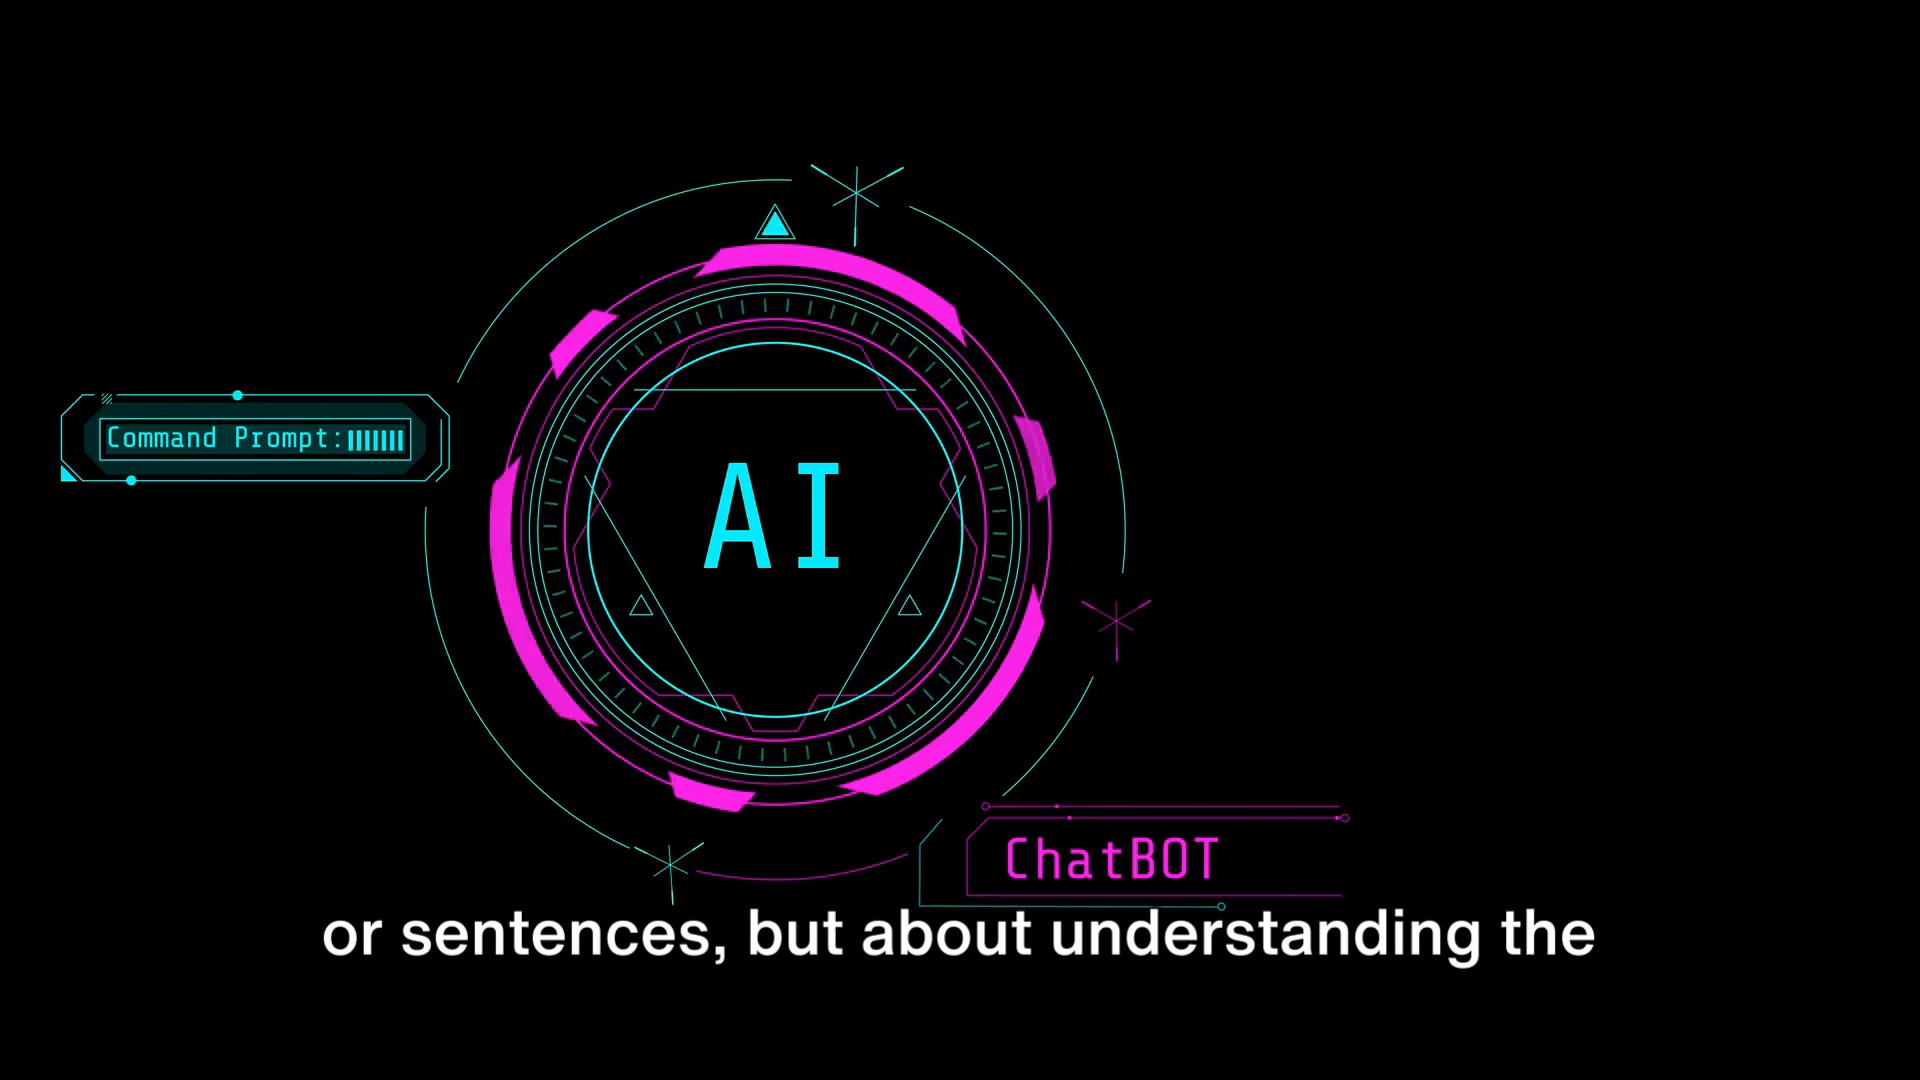 Command Prompt:
AI
ChatBOT
or sentences, but about understanding the